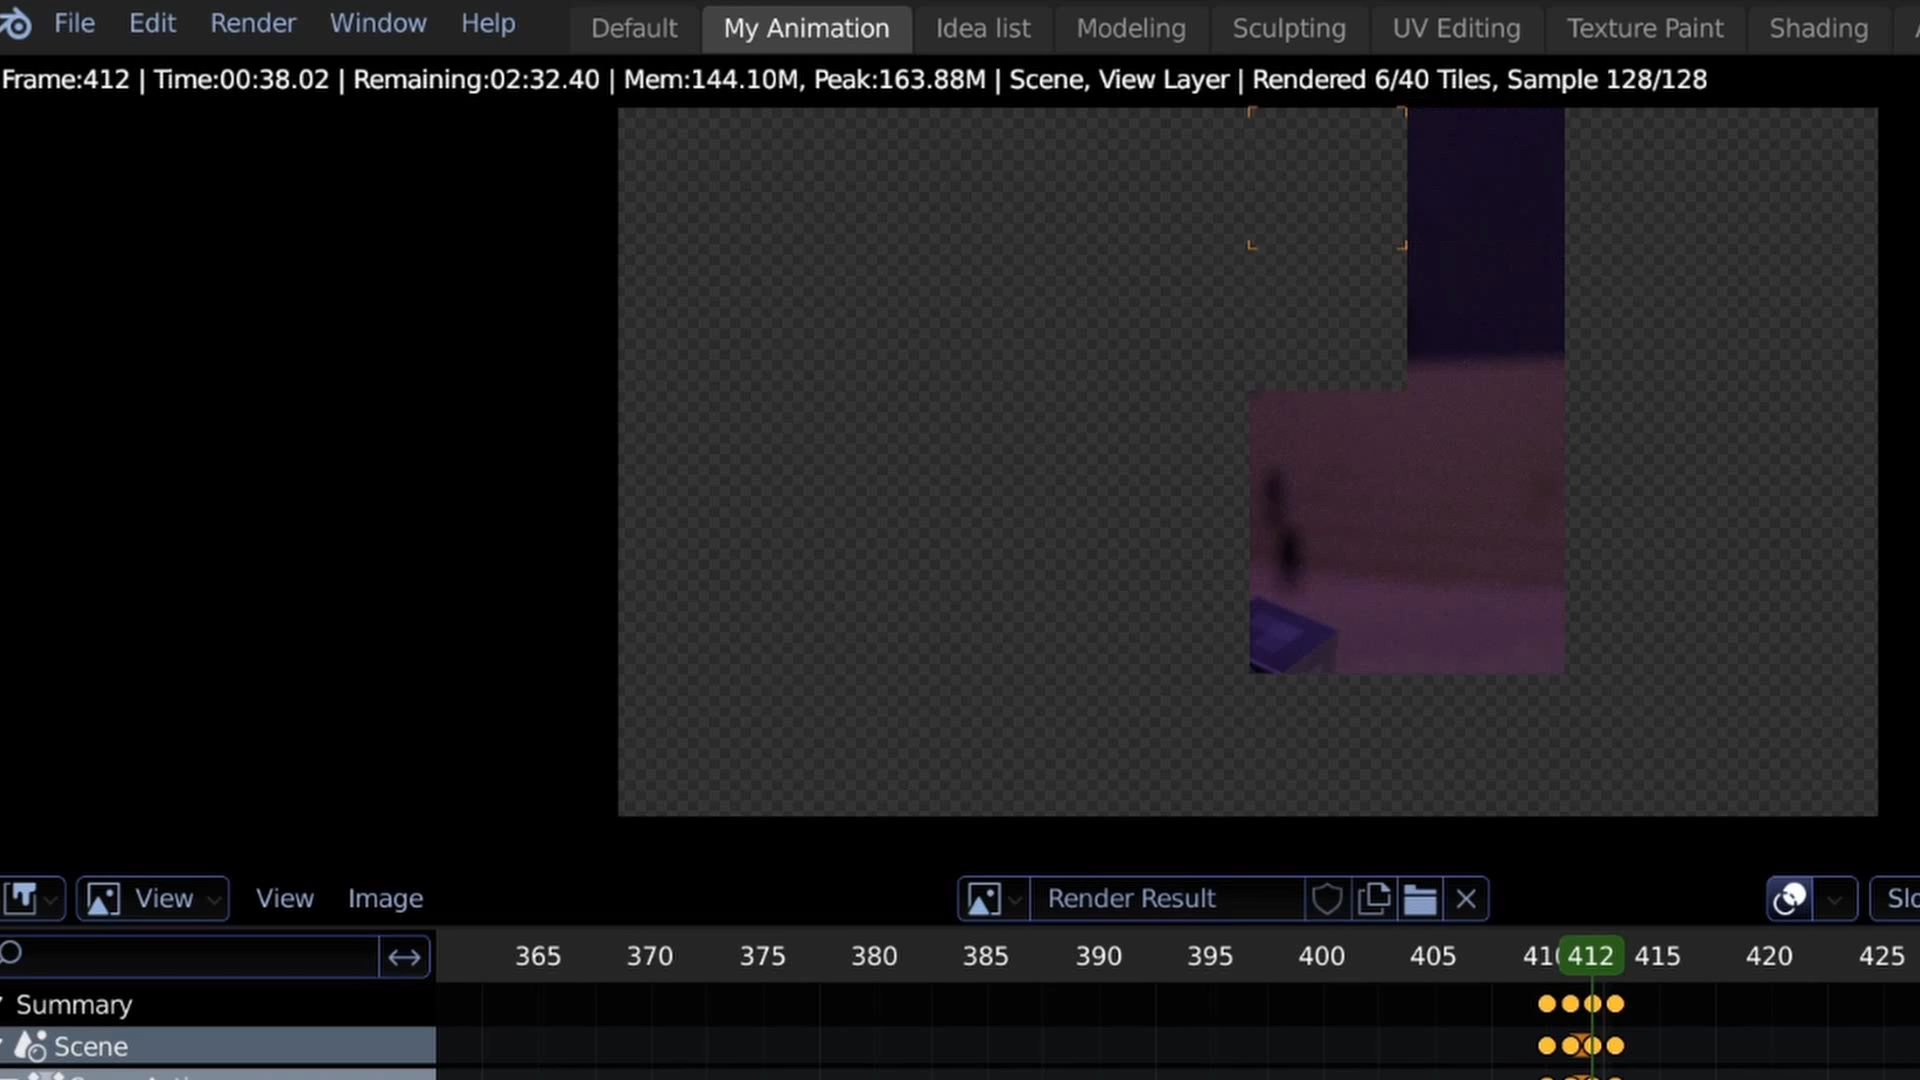 File Edit Render Window Help Default My Animation Idea list Modeling Sculpting UV Editing Texture Paint Shading
Frame:412 | Time:00:38.02 | Remaining:02:32.40 | Mem:144.10M, Peak:163.88M | Scene, View Layer | Rendered 6/40 Tiles, Sample 128/128
View View Image Render Result
365 370 375 380 385 390 395 400 405 412 415 420 425
Summary
Scene